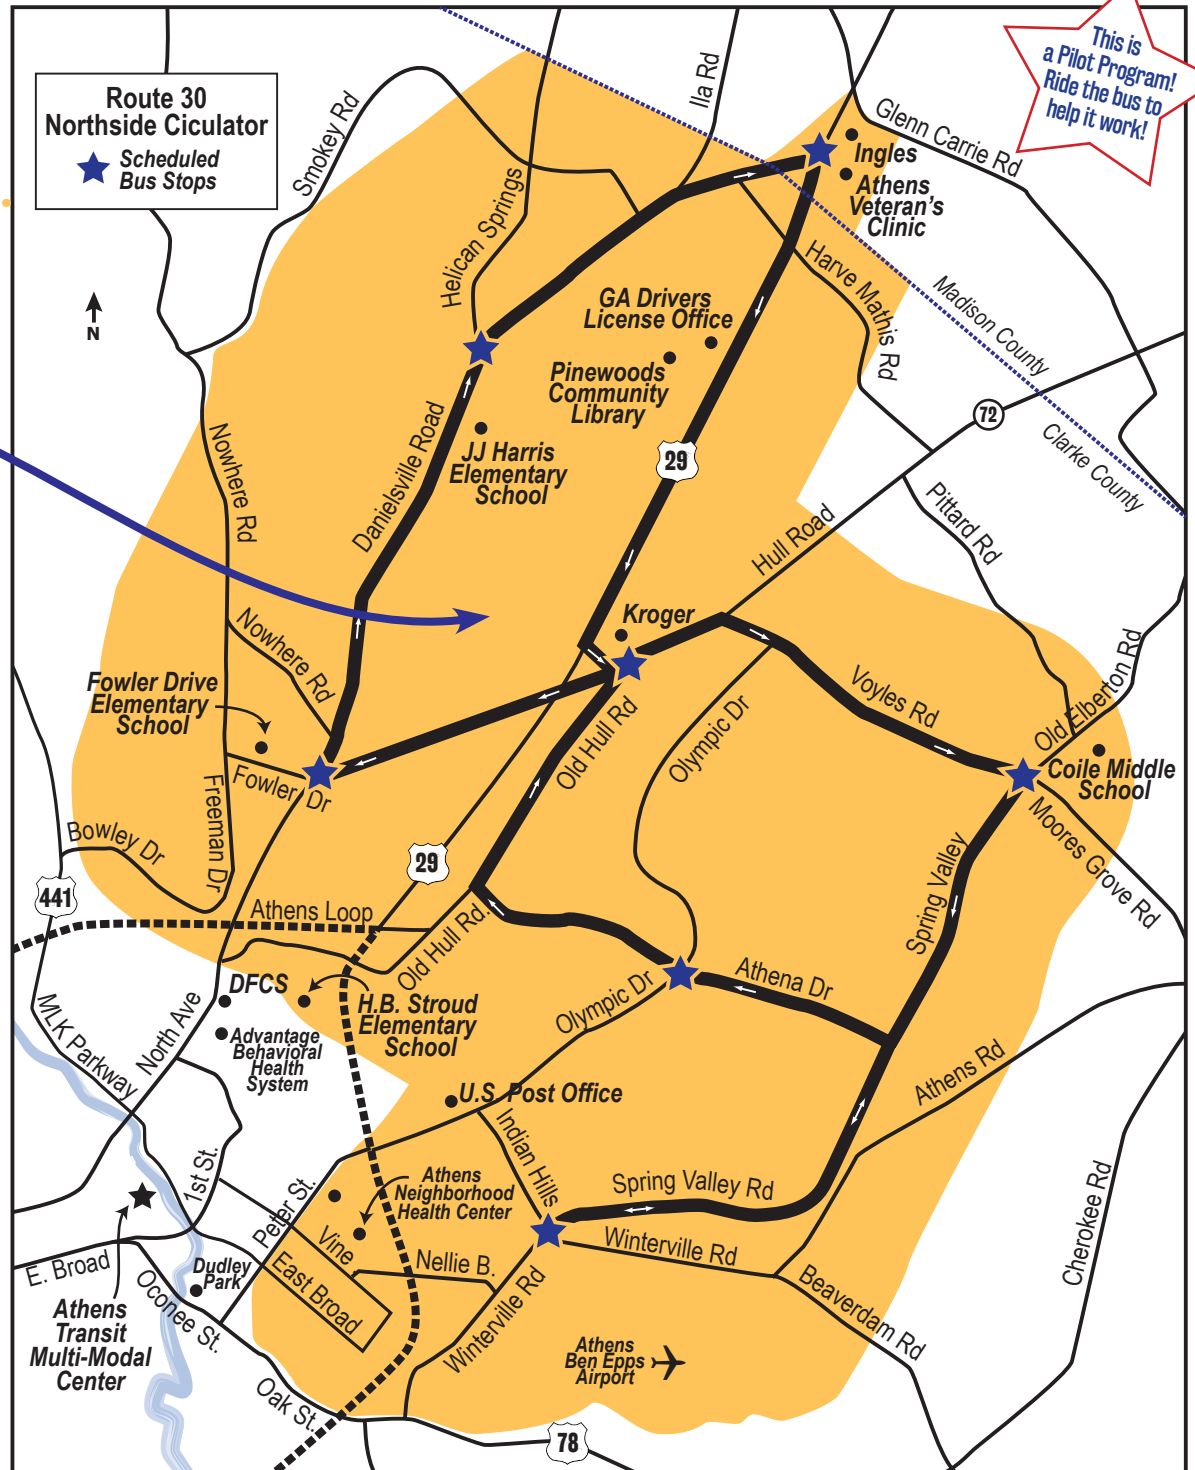 This is
a Pilot Program!
Ride the bus to
help it work!
Route 30
Northside Ciculator
Scheduled
Bus Stops
N
Smokey Rd
Helican Springs
Ila Rd
Glenn Carrie Rd
Ingles
Athens
Veteran's
Clinic
Harve Mathis Rd
Madison County
Clarke County
GA Drivers
License Office
Pinewoods
Community
Library
72
29
JJ Harris
Elementary
School
Danielsville Road
Nowhere Rd
Nowhere Rd
Hull Road
Pittard Rd
Kroger
Voyles Rd
Old Elberton Rd
Coile Middle
School
Moores Grove Rd
Fowler Drive
Elementary
School
Fowler Dr
Freeman Dr
Bowley Dr
441
Old Hull Rd
Olympic Dr
29
Spring Valley
Athens Loop
Old Hull Rd.
DFCS
H.B. Stroud
Elementary
School
Advantage
Behavioral
Health
System
North Ave
MLK Parkway
Olympic Dr
Athena Dr
Athens Rd
U.S. Post Office
Indian Hills
Spring Valley Rd
Winterville Rd
Cherokee Rd
Beaverdam Rd
1st St.
Peter St.
Athens
Neighborhood
Health Center
Vine
Nellie B.
East Broad
Dudley
Park
E. Broad
Oconee St.
Athens
Transit
Multi-Modal
Center
Oak St.
Winterville Rd
Athens
Ben Epps
Airport
78